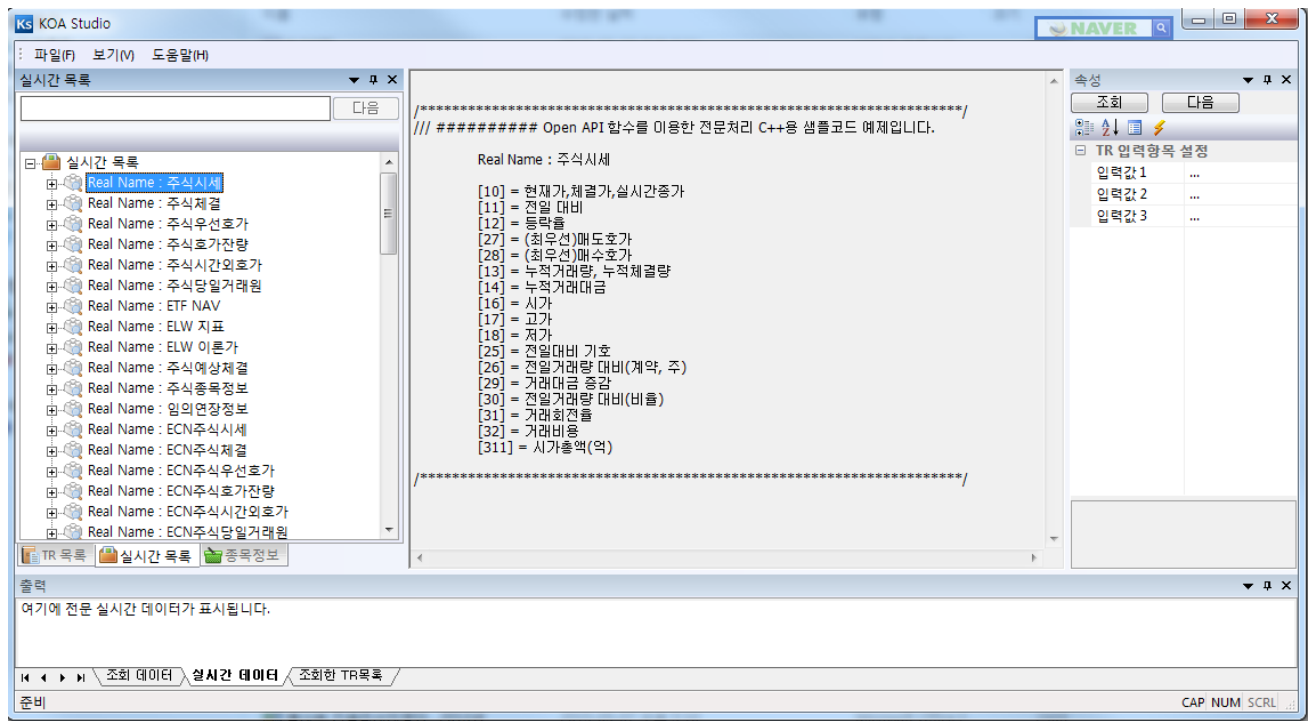 Ks KOA Studio
NAVER
파일(F) 보기(V) 도움말(H)
실시간 목록
다음
실시간 목록
Real Name : 주식시세
Real Name : 주식체결
Real Name : 주식우선호가
Real Name : 주식호가잔량
Real Name : 주식시간외호가
Real Name : 주식당일거래원
Real Name : ETF NAV
Real Name : ELW 지표
Real Name : ELW 이론가
Real Name : 주식예상체결
Real Name : 주식종목정보
Real Name : 임의연장정보
Real Name : ECN주식시세
Real Name : ECN주식체결
Real Name : ECN주식우선호가
Real Name : ECN주식호가잔량
Real Name : ECN주식시간외호가
Real Name : ECN주식당일거래원
TR 목록 실시간 목록 종목정보
/********************************************************************/
/// ########## Open API 함수를 이용한 전문처리 C++용 샘플코드 예제입니다.
Real Name : 주식시세
[10] = 현재가,체결가,실시간종가
[11] = 전일 대비
[12] = 등락율
[27] = (최우선)매도호가
[28] = (최우선)매수호가
[13] = 누적거래량, 누적체결량
[14] = 누적거래대금
[16] = 시가
[17] = 고가
[18] = 저가
[25] = 전일대비 기호
[26] = 전일거래량 대비(계약, 주)
[29] = 거래대금 증감
[30] = 전일거래량 대비(비율)
[31] = 거래회전율
[32] = 거래비용
[311] = 시가총액(억)
/********************************************************************/
속성
조회 다음
TR 입력항목 설정
입력값 1 ...
입력값 2 ...
입력값 3 ...
출력
여기에 전문 실시간 데이터가 표시됩니다.
조회 데이터 실시간 데이터 조회한 TR목록
준비
CAP NUM SCRL